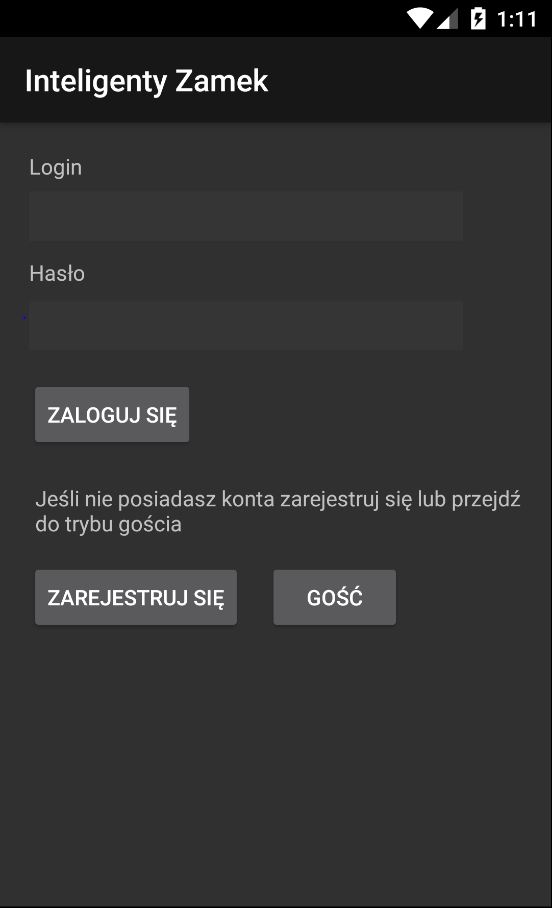 1:11
Inteligenty Zamek
Login
Hasło
ZALOGUJ SIĘ
Jeśli nie posiadasz konta zarejestruj się lub przejdź
do trybu gościa
ZAREJESTRUJ SIĘ
GOŚĆ